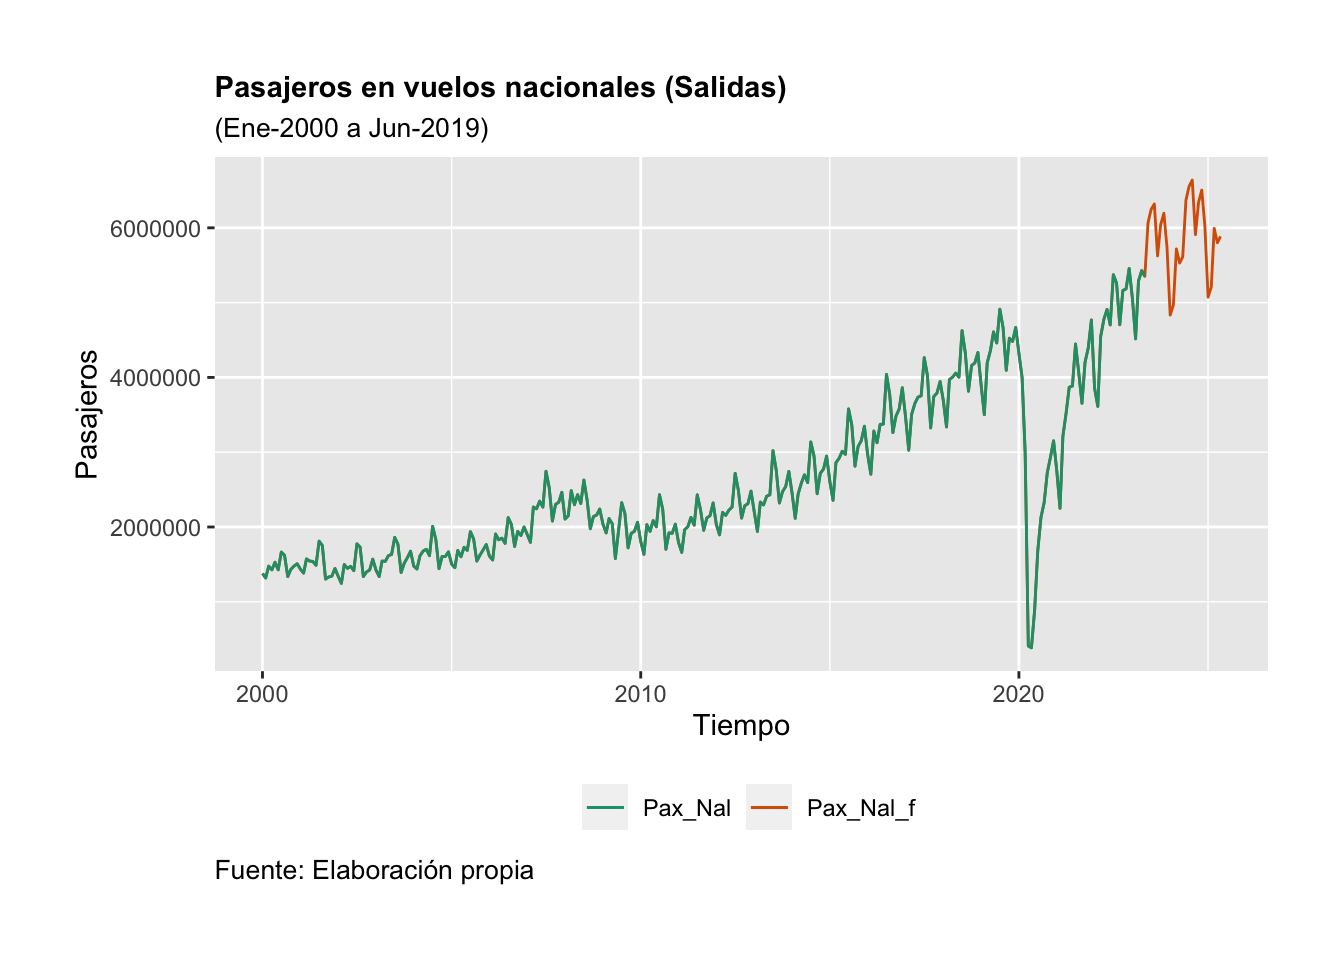 Pasajeros en vuelos nacionales (Salidas)
(Ene-2000 a Jun-2019)
Pasajeros
6000000
4000000
2000000
2000 2010 2020
Tiempo
Pax_Nal Pax_Nal_f
Fuente: Elaboración propia